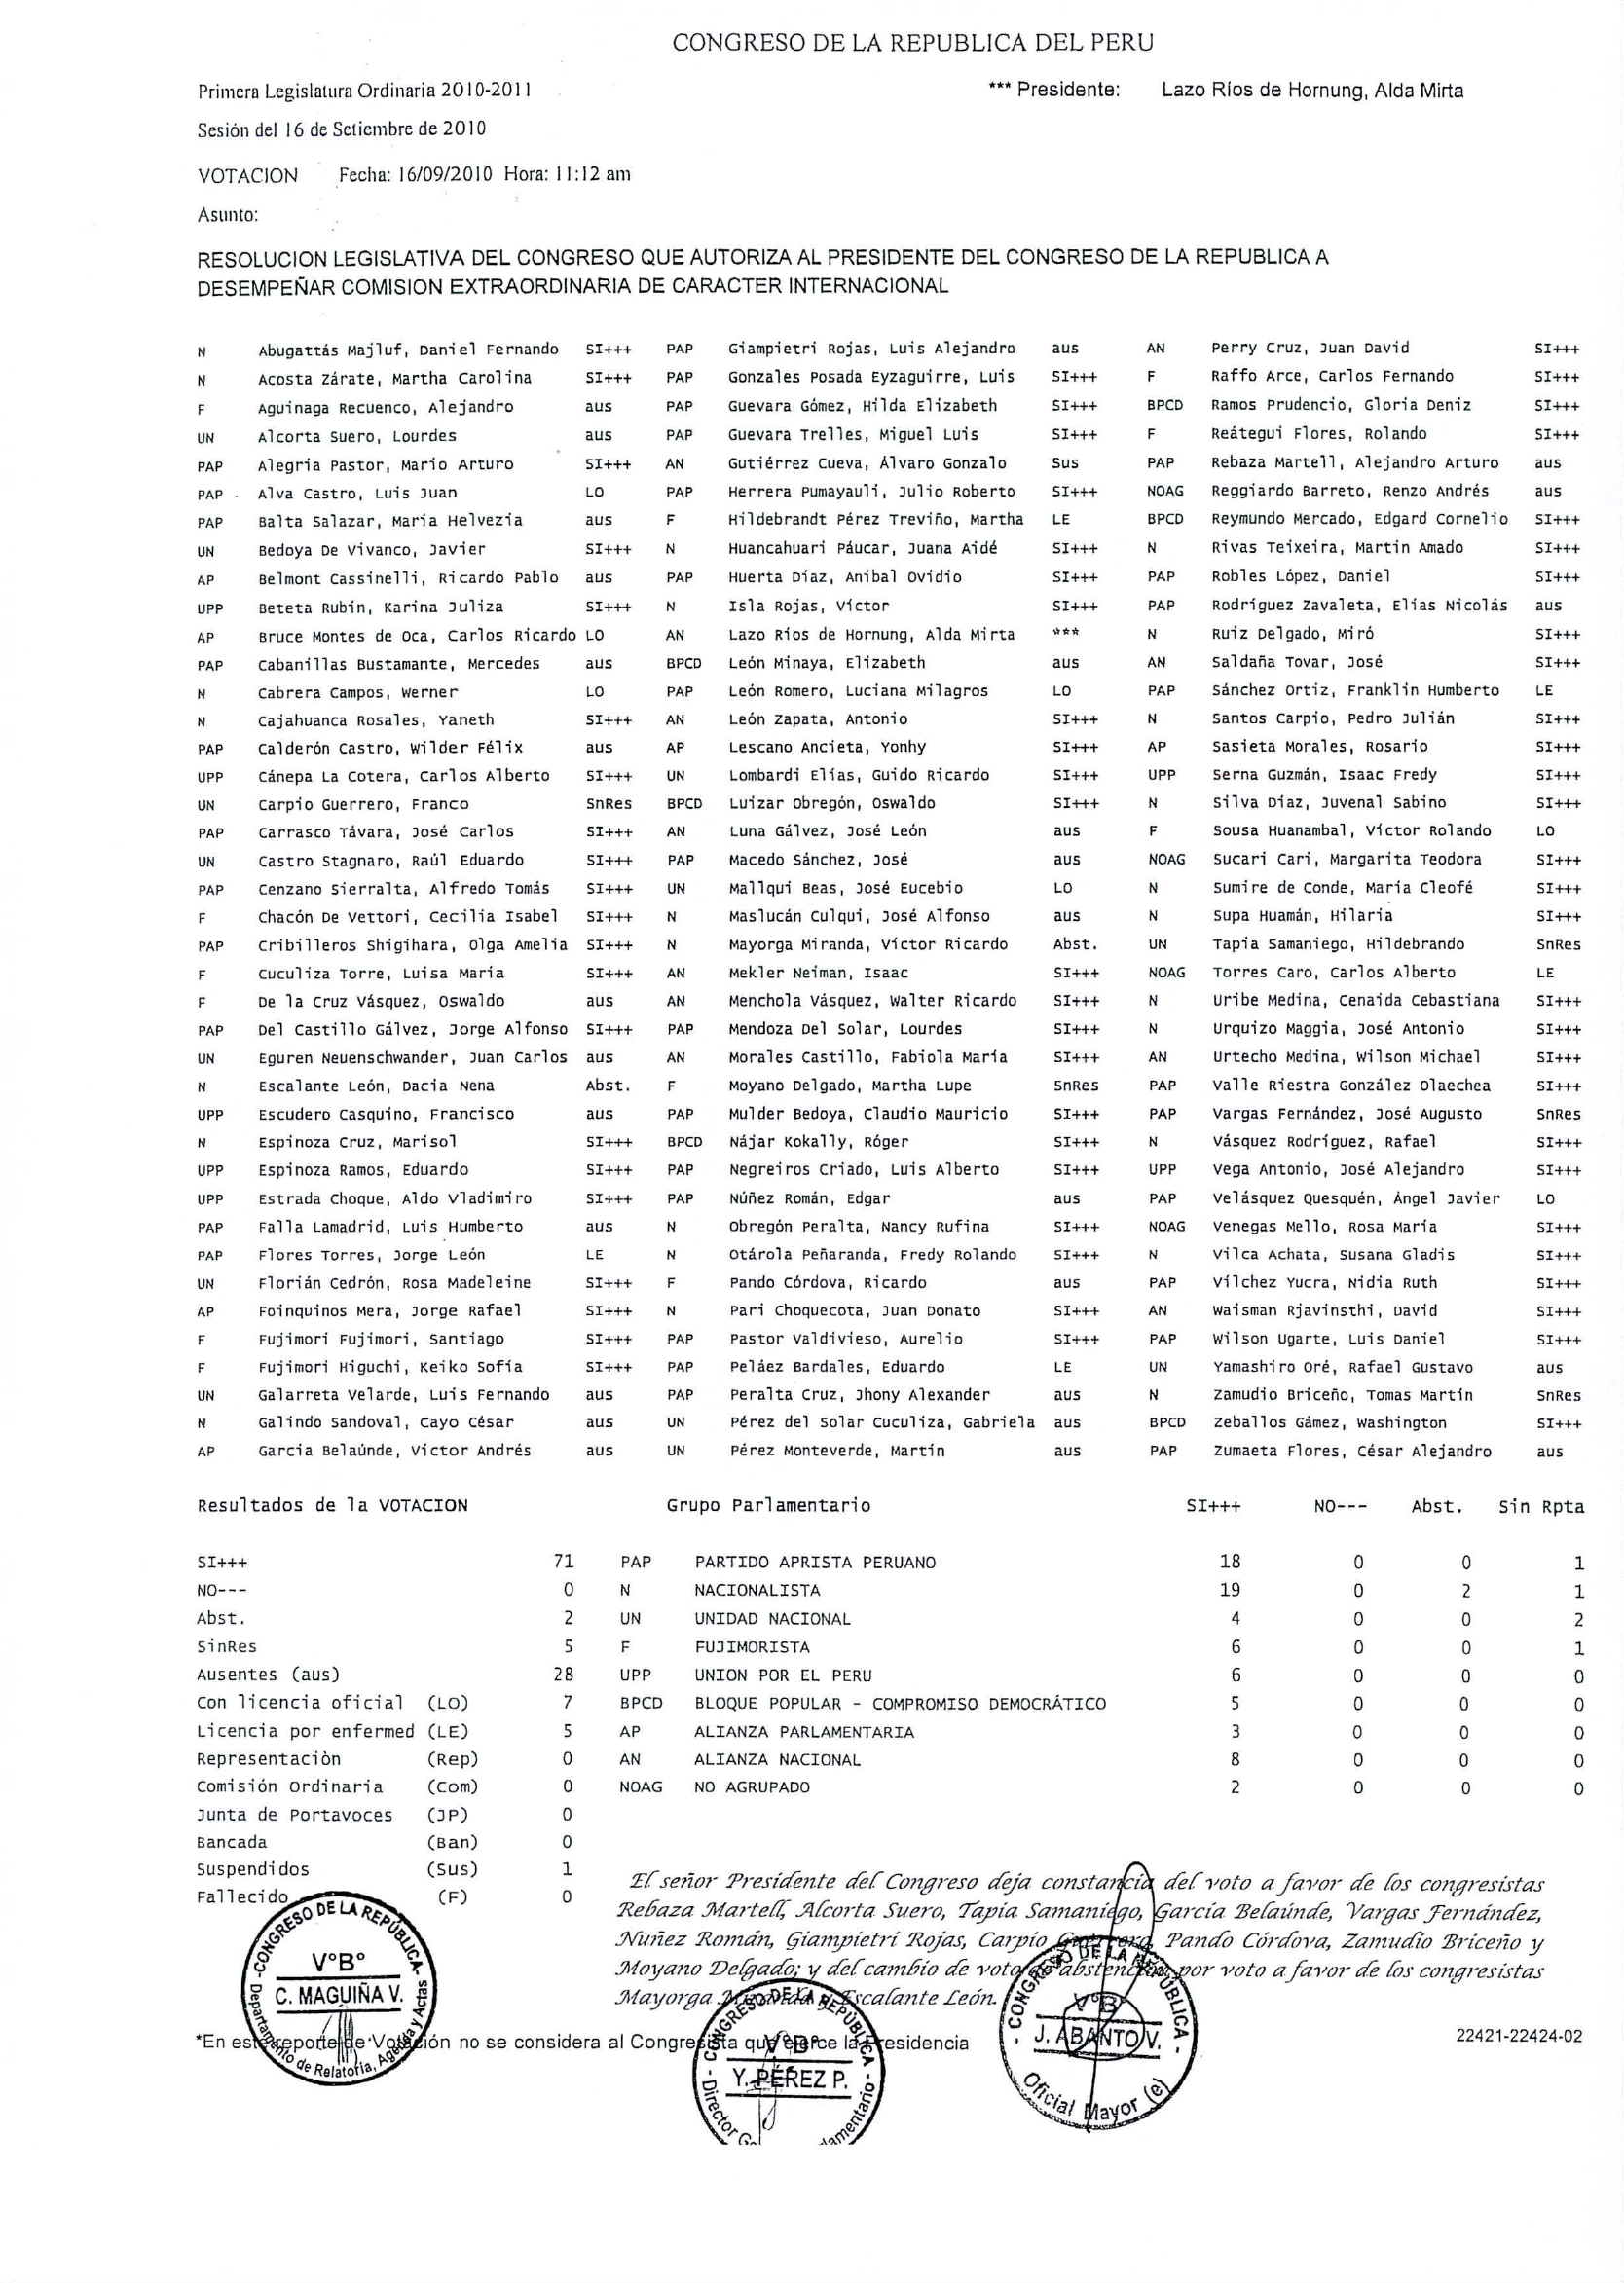 CONGRESO DE LA REPUBLICA DEL PERU
Primera Legislatura Ordinaria 2010-2011 *** Presidente: Lazo Ríos de Hornung, Alda Mirta
Sesión del 16 de Setiembre de 2010
VOTACION Fecha: 16/09/2010 Hora: 11:12 am
Asunto:
RESOLUCION LEGISLATIVA DEL CONGRESO QUE AUTORIZA AL PRESIDENTE DEL CONGRESO DE LA REPUBLICA A
DESEMPEÑAR COMISION EXTRAORDINARIA DE CARACTER INTERNACIONAL
N Abugattás Majluf, Daniel Fernando SI+++ PAP Giampietri Rojas, Luis Alejandro aus AN Perry Cruz, Juan David SI+++
N Acosta Zárate, Martha Carolina SI+++ PAP Gonzales Posada Eyzaguirre, Luis SI+++ F Raffo Arce, Carlos Fernando SI+++
F Aguinaga Recuenco, Alejandro aus PAP Guevara Gómez, Hilda Elizabeth SI+++ BPCD Ramos Prudencio, Gloria Deniz SI+++
UN Alcorta Suero, Lourdes aus PAP Guevara Trelles, Miguel Luis SI+++ F Reátegui Flores, Rolando SI+++
PAP Alegría Pastor, Mario Arturo SI+++ AN Gutiérrez Cueva, Álvaro Gonzalo Sus PAP Rebaza Martell, Alejandro Arturo aus
PAP Alva Castro, Luis Juan LO PAP Herrera Pumayauli, Julio Roberto SI+++ NOAG Reggiardo Barreto, Renzo Andrés aus
PAP Balta Salazar, María Helvezia aus F Hildebrandt Pérez Treviño, Martha LE BPCD Reymundo Mercado, Edgard Cornelio SI+++
UN Bedoya De Vivanco, Javier SI+++ N Huancahuari Páucar, Juana Aidé SI+++ N Rivas Teixeira, Martin Amado SI+++
AP Belmont Cassinelli, Ricardo Pablo aus PAP Huerta Díaz, Anibal Ovidio SI+++ PAP Robles López, Daniel SI+++
UPP Beteta Rubín, Karina Juliza SI+++ N Isla Rojas, Víctor SI+++ PAP Rodríguez Zavaleta, Elías Nicolás aus
AP Bruce Montes de Oca, Carlos Ricardo LO AN Lazo Ríos de Hornung, Alda Mirta *** N Ruiz Delgado, Miró SI+++
PAP Cabanillas Bustamante, Mercedes aus BPCD León Minaya, Elizabeth aus AN Saldaña Tovar, José SI+++
N Cabrera Campos, Werner LO PAP León Romero, Luciana Milagros LO PAP Sánchez Ortiz, Franklin Humberto LE
N Cajahuanca Rosales, Yaneth SI+++ AN León Zapata, Antonio SI+++ N Santos Carpio, Pedro Julián SI+++
PAP Calderón Castro, Wilder Félix aus AP Lescano Ancieta, Yonhy SI+++ AP Sasieta Morales, Rosario SI+++
UPP Cánepa La Cotera, Carlos Alberto SI+++ UN Lombardi Elías, Guido Ricardo SI+++ UPP Serna Guzmán, Isaac Fredy SI+++
UN Carpio Guerrero, Franco SnRes BPCD Luizar Obregón, Oswaldo SI+++ N Silva Díaz, Juvenal Sabino SI+++
PAP Carrasco Távara, José Carlos SI+++ AN Luna Gálvez, José León aus F Sousa Huanambal, Víctor Rolando LO
UN Castro Stagnaro, Raúl Eduardo SI+++ PAP Macedo Sánchez, José aus NOAG Sucari Cari, Margarita Teodora SI+++
PAP Cenzano Sierralta, Alfredo Tomás SI+++ UN Mallqui Beas, José Eucebio LO N Sumire de Conde, María Cleofé SI+++
F Chacón De Vettori, Cecilia Isabel SI+++ N Maslucán Culqui, José Alfonso aus N Supa Huamán, Hilaria SI+++
PAP Cribilleros Shigihara, Olga Amelia SI+++ N Mayorga Miranda, Víctor Ricardo Abst. UN Tapia Samaniego, Hildebrando SnRes
F Cuculiza Torre, Luisa María SI+++ AN Mekler Neiman, Isaac SI+++ NOAG Torres Caro, Carlos Alberto LE
F De la Cruz Vásquez, Oswaldo aus AN Menchola Vásquez, Walter Ricardo SI+++ N Uribe Medina, Cenaida Cebastiana SI+++
PAP Del Castillo Gálvez, Jorge Alfonso SI+++ PAP Mendoza Del Solar, Lourdes SI+++ N Urquizo Maggia, José Antonio SI+++
UN Eguren Neuenschwander, Juan Carlos aus AN Morales Castillo, Fabiola María SI+++ AN Urtecho Medina, Wilson Michael SI+++
N Escalante León, Dacia Nena Abst. F Moyano Delgado, Martha Lupe SnRes PAP Valle Riestra González Olaechea SI+++
UPP Escudero Casquino, Francisco aus PAP Mulder Bedoya, Claudio Mauricio SI+++ PAP Vargas Fernández, José Augusto SnRes
N Espinoza Cruz, Marisol SI+++ BPCD Nájar Kokally, Róger SI+++ N Vásquez Rodríguez, Rafael SI+++
UPP Espinoza Ramos, Eduardo SI+++ PAP Negreiros Criado, Luis Alberto SI+++ UPP Vega Antonio, José Alejandro SI+++
UPP Estrada Choque, Aldo Vladimiro SI+++ PAP Núñez Román, Edgar aus PAP Velásquez Quesquén, Ángel Javier LO
PAP Falla Lamadrid, Luis Humberto aus N Obregón Peralta, Nancy Rufina SI+++ NOAG Venegas Mello, Rosa María SI+++
PAP Flores Torres, Jorge León LE N Otárola Peñaranda, Fredy Rolando SI+++ N Vilca Achata, Susana Gladis SI+++
UN Florián Cedrón, Rosa Madeleine SI+++ F Pando Córdova, Ricardo aus PAP Vílchez Yucra, Nidia Ruth SI+++
AP Foinquinos Mera, Jorge Rafael SI+++ N Pari Choquecota, Juan Donato SI+++ AN Waisman Rjavinsthi, David SI+++
F Fujimori Fujimori, Santiago SI+++ PAP Pastor Valdivieso, Aurelio SI+++ PAP Wilson Ugarte, Luis Daniel SI+++
F Fujimori Higuchi, Keiko Sofía SI+++ PAP Peláez Bardales, Eduardo LE UN Yamashiro Oré, Rafael Gustavo aus
UN Galarreta Velarde, Luis Fernando aus PAP Peralta Cruz, Jhony Alexander aus N Zamudio Briceño, Tomas Martín SnRes
N Galindo Sandoval, Cayo César aus UN Pérez del Solar Cuculiza, Gabriela aus BPCD Zeballos Gámez, Washington SI+++
AP García Belaúnde, Víctor Andrés aus UN Pérez Monteverde, Martín aus PAP Zumaeta Flores, César Alejandro aus
Resultados de la VOTACION Grupo Parlamentario SI+++ NO--- Abst. Sin Rpta
SI+++ 71 PAP PARTIDO APRISTA PERUANO 18 0 0 1
NO--- 0 N NACIONALISTA 19 0 2 1
Abst. 2 UN UNIDAD NACIONAL 4 0 0 2
SinRes 5 F FUJIMORISTA 6 0 0 1
Ausentes (aus) 28 UPP UNION POR EL PERU 6 0 0 0
Con licencia oficial (LO) 7 BPCD BLOQUE POPULAR - COMPROMISO DEMOCRÁTICO 5 0 0 0
Licencia por enfermed (LE) 5 AP ALIANZA PARLAMENTARIA 3 0 0 0
Representaciòn (Rep) 0 AN ALIANZA NACIONAL 8 0 0 0
Comisión Ordinaria (Com) 0 NOAG NO AGRUPADO 2 0 0 0
Junta de Portavoces (JP) 0
Bancada (Ban) 0
Suspendidos (Sus) 1
Fallecido (F) 0
El señor Presidente del Congreso deja constancia del voto a favor de los congresistas
Rebaza Martell, Alcorta Suero, Tapia Samaniego, García Belaúnde, Vargas Fernández,
Nuñez Román, Giampietri Rojas, Carpio Guerrero, Pando Córdova, Zamudio Briceño y
Moyano Delgado; y del cambio de voto abstención por voto a favor de los congresistas
Mayorga Miranda Escalante León.
*En este reporte de Votación no se considera al Congresista que ejerce la Presidencia
22421-22424-02
-CONGRESO DE LA REPÚBLICA-
V°B°
C. MAGUIÑA V.
Departamento de Relatoría, Agenda y Actas
-CONGRESO DE LA REPÚBLICA-
V°B°
Y. PÉREZ P.
Director
- CONGRESO DE LA REPÚBLICA -
V°B°
J. ABANTO V.
Oficial Mayor (e)